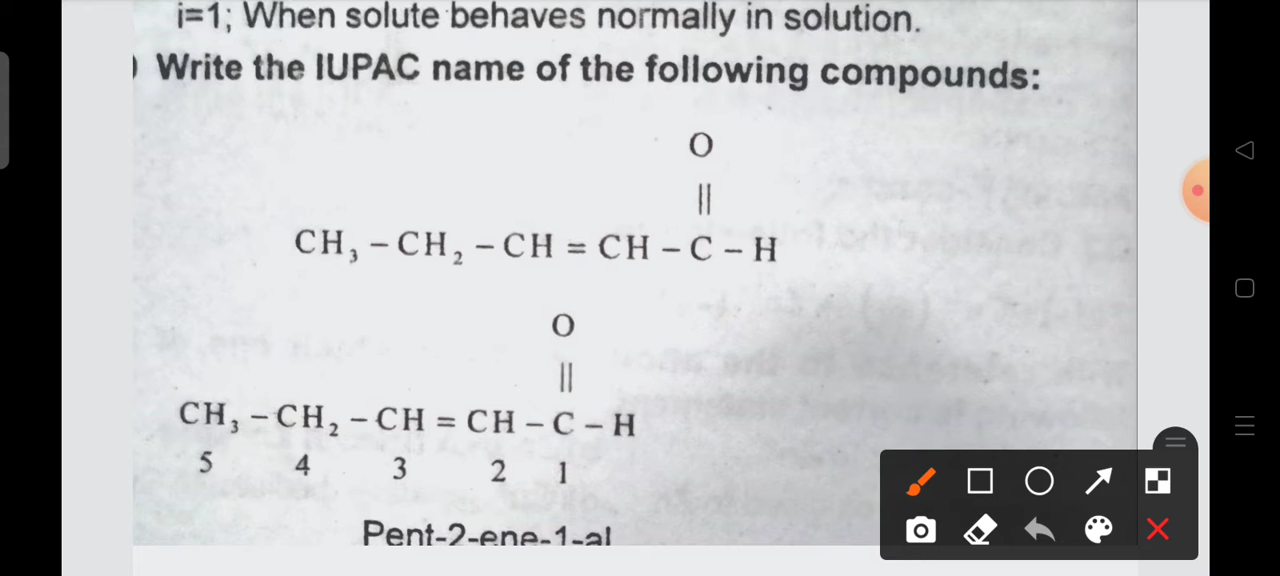 i=1; When solute behaves normally in solution.
) Write the IUPAC name of the following compounds:
O
||
CH₃ – CH₂ – CH = CH – C – H
O
||
CH₃ – CH₂ – CH = CH – C – H
5 4 3 2 1
Pent-2-ene-1-al